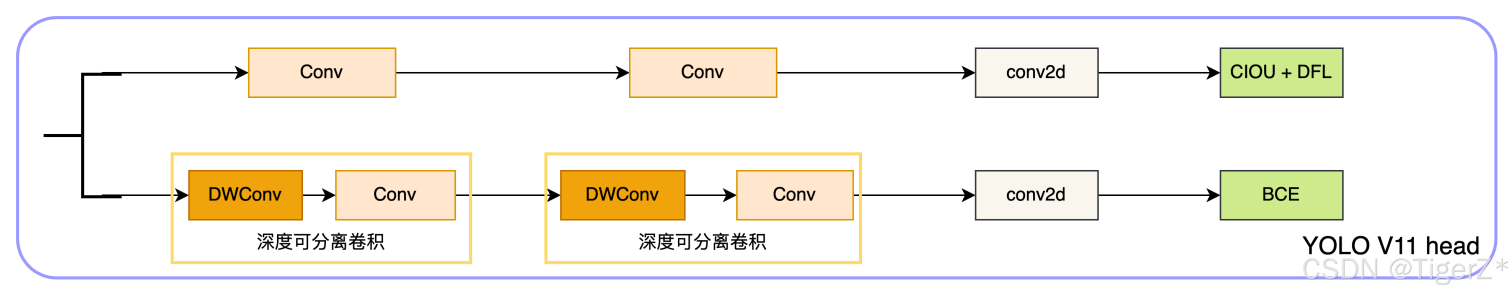 Conv
Conv
conv2d
CIOU + DFL
DWConv
Conv
深度可分离卷积
DWConv
Conv
深度可分离卷积
conv2d
BCE
YOLO V11 head
CSDN @TigerZ*